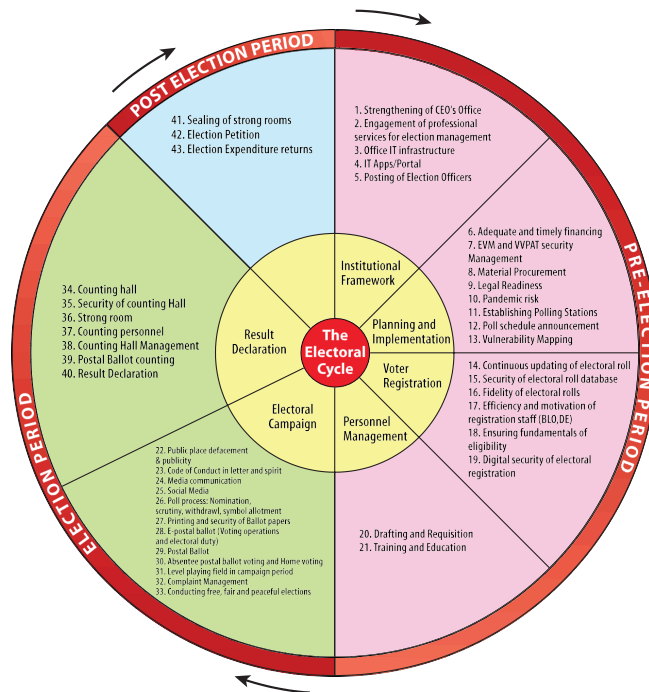 POST ELECTION PERIOD
41. Sealing of strong rooms
42. Election Petition
43. Election Expenditure returns
1. Strengthening of CEO's Office
2. Engagement of professional
services for election management
3. Office IT infrastructure
4. IT Apps/Portal
5. Posting of Election Officers
PRE-ELECTION PERIOD
6. Adequate and timely financing
7. EVM and VVPAT security
Management
8. Material Procurement
9. Legal Readiness
10. Pandemic risk
11. Establishing Polling Stations
12. Poll schedule announcement
13. Vulnerability Mapping
14. Continuous updating of electoral roll
15. Security of electoral roll database
16. Fidelity of electoral rolls
17. Efficiency and motivation of
registration staff (BLO,DE)
18. Ensuring fundamentals of
eligibility
19. Digital security of electoral
registration
20. Drafting and Requisition
21. Training and Education
ELECTION PERIOD
22. Public place defacement
& publicity
23. Code of Conduct in letter and spirit
24. Media communication
25. Social Media
26. Poll process: Nomination,
scrutiny, withdrawl, symbol allotment
27. Printing and security of Ballot papers
28. E-postal ballot (Voting operations
and electoral duty)
29. Postal Ballot
30. Absentee postal ballot voting and Home voting
31. Level playing field in campaign period
32. Complaint Management
33. Conducting free, fair and peaceful elections
34. Counting hall
35. Security of counting Hall
36. Strong room
37. Counting personnel
38. Counting Hall Management
39. Postal Ballot counting
40. Result Declaration
Institutional
Framework
Planning and
Implementation
Voter
Registration
Personnel
Management
Electoral
Campaign
Result
Declaration
The
Electoral
Cycle